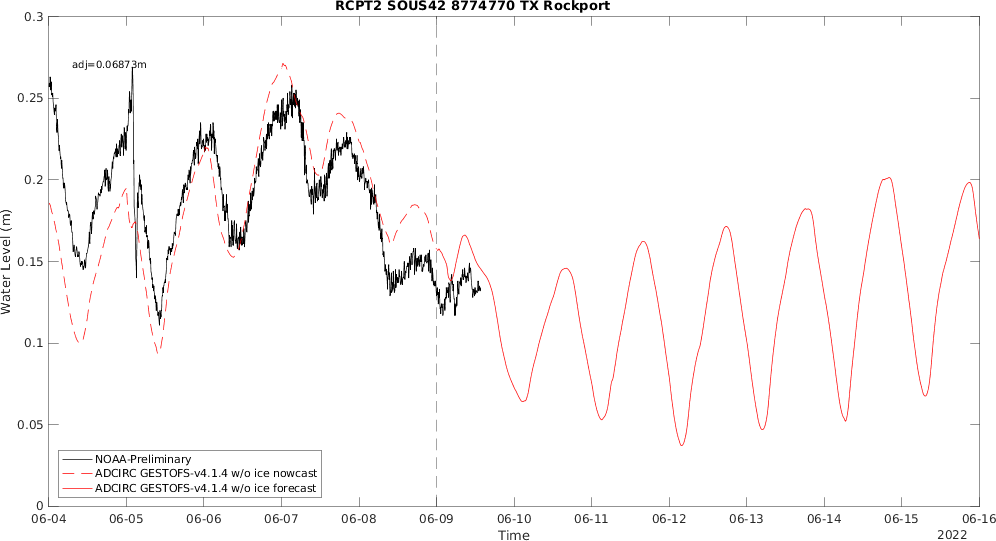 RCPT2 SOUS42 8774770 TX Rockport
0.3
adj=0.06873m
0.25
0.2
0.15
0.1
0.05
0
Water Level (m)
NOAA-Preliminary
ADCIRC GESTOFS-v4.1.4 w/o ice nowcast
ADCIRC GESTOFS-v4.1.4 w/o ice forecast
06-04 06-05 06-06 06-07 06-08 06-09 06-10 06-11 06-12 06-13 06-14 06-15 06-16
Time
2022